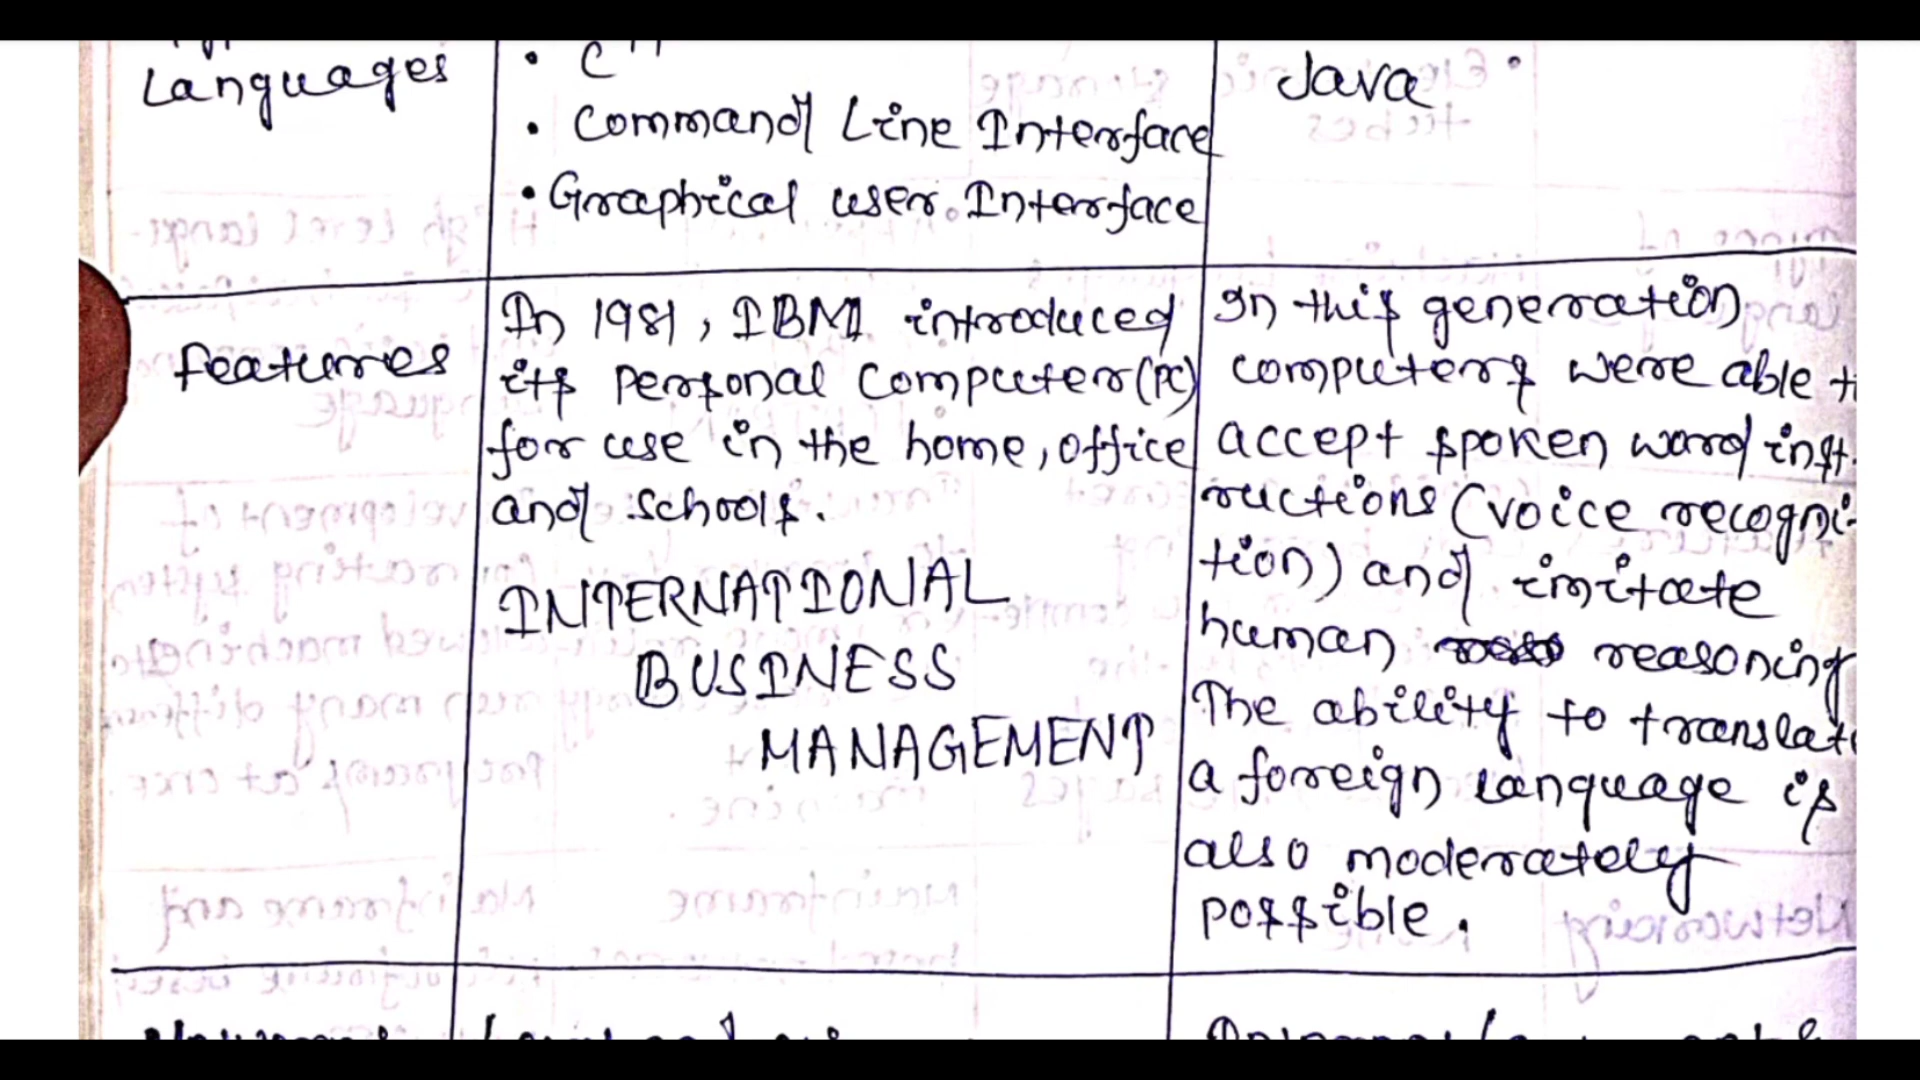 Languages
• C++
• Command Line Interface
• Graphical user Interface
Java
Features
In 1981, IBM introduced
its personal computer (PC)
for use in the home, office
and schools.
INTERNATIONAL
BUSINESS
MANAGEMENT
In this generation
computers were able t
accept spoken word inst-
ructions (voice recogni-
tion) and imitate
human reasoning
The ability to translat
a foreign language is
also moderately
possible.